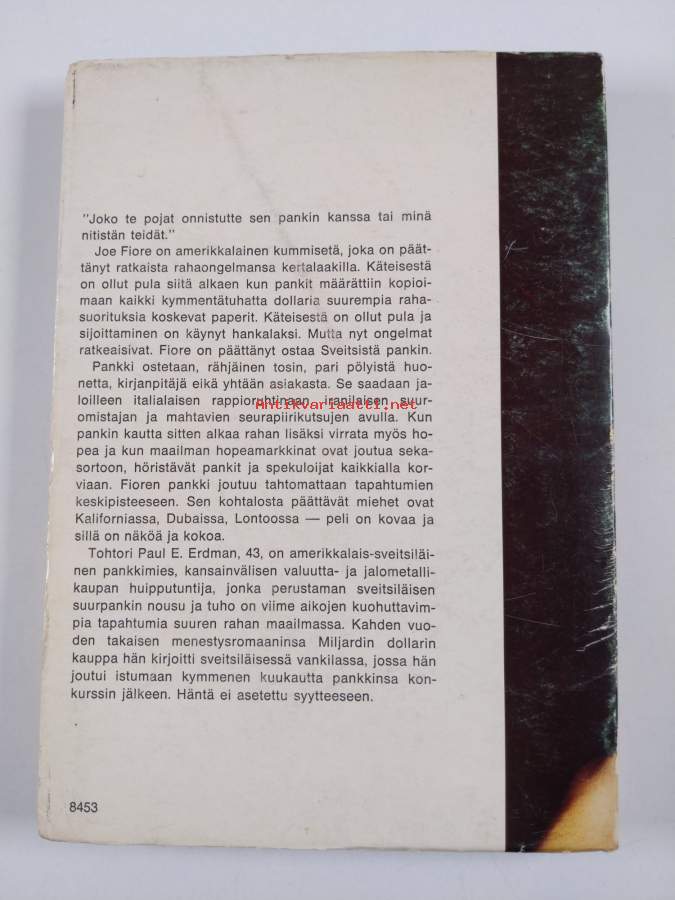 "Joko te pojat onnistutte sen pankin kanssa tai minä
nitistän teidät."
Joe Fiore on amerikkalainen kummisetä, joka on päät-
tänyt ratkaista rahaongelmansa kertalaakilla. Käteisestä
on ollut pula siitä alkaen kun pankit määrättiin kopioi-
maan kaikki kymmentätuhatta dollaria suurempia raha-
suorituksia koskevat paperit. Käteisestä on ollut pula ja
sijoittaminen on käynyt hankalaksi. Mutta nyt ongelmat
ratkeaisivat. Fiore on päättänyt ostaa Sveitsistä pankin.
Pankki ostetaan, rähjäinen tosin, pari pölyistä huo-
netta, kirjanpitäjä eikä yhtään asiakasta. Se saadaan ja-
loilleen italialaisen rappioruhtinaan, iranilaisen suur-
Antikvariaatti.net
omistajan ja mahtavien seurapiirikutsujen avulla. Kun
pankin kautta sitten alkaa rahan lisäksi virrata myös ho-
pea ja kun maailman hopeamarkkinat ovat joutua seka-
sortoon, höristävät pankit ja spekuloijat kaikkialla kor-
viaan. Fioren pankki joutuu tahtomattaan tapahtumien
keskipisteeseen. Sen kohtalosta päättävät miehet ovat
Kaliforniassa, Dubaissa, Lontoossa — peli on kovaa ja
sillä on näköä ja kokoa.
Tohtori Paul E. Erdman, 43, on amerikkalais-sveitsiläi-
nen pankkimies, kansainvälisen valuutta- ja jalometalli-
kaupan huipputuntija, jonka perustaman sveitsiläisen
suurpankin nousu ja tuho on viime aikojen kuohuttavim-
pia tapahtumia suuren rahan maailmassa. Kahden vuo-
den takaisen menestysromaaninsa Miljardin dollarin
kauppa hän kirjoitti sveitsiläisessä vankilassa, jossa hän
joutui istumaan kymmenen kuukautta pankkinsa kon-
kurssin jälkeen. Häntä ei asetettu syytteeseen.
8453